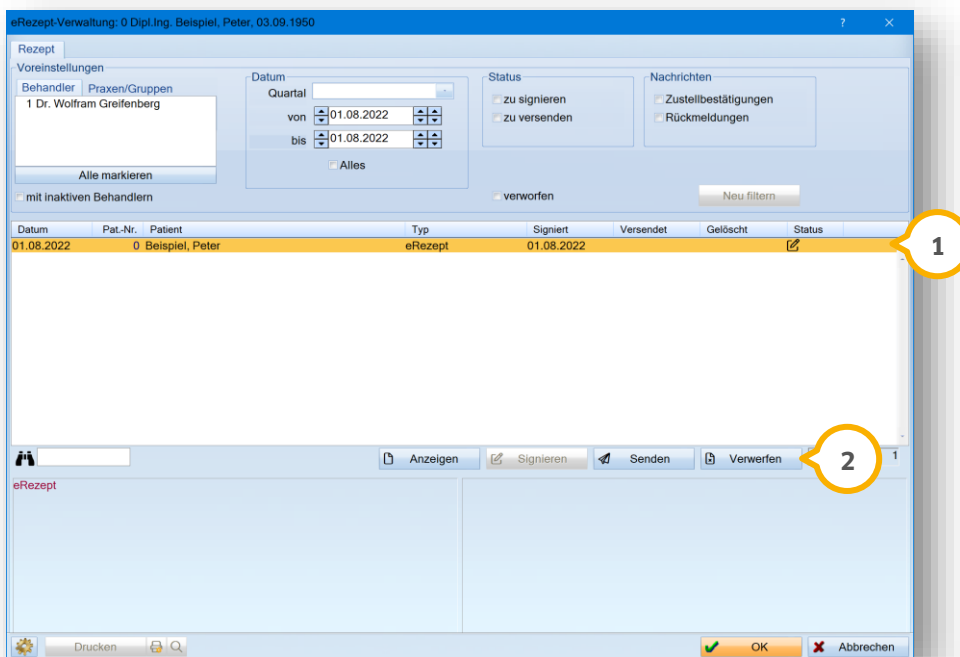 eRezept-Verwaltung: 0 Dipl.Ing. Beispiel, Peter, 03.09.1950 ?
Rezept
Voreinstellungen
Behandler Praxen/Gruppen
1 Dr. Wolfram Greifenberg
Alle markieren
mit inaktiven Behandlern
Datum
Quartal
von 01.08.2022
bis 01.08.2022
Alles
Status
zu signieren
zu versenden
verworfen
Nachrichten
Zustellbestätigungen
Rückmeldungen
Neu filtern
Datum Pat.-Nr. Patient Typ Signiert Versendet Gelöscht Status
01.08.2022 0 Beispiel, Peter eRezept 01.08.2022
1
Anzeigen Signieren Senden Verwerfen 2 1
eRezept
Drucken OK Abbrechen